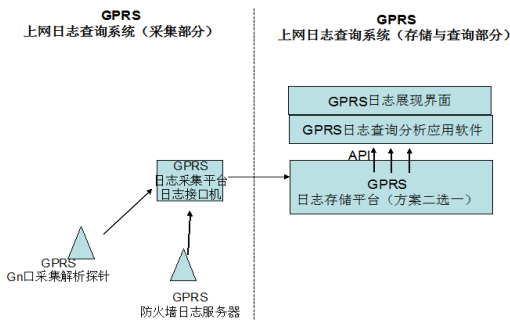 GPRS
上网日志查询系统（采集部分）
GPRS
上网日志查询系统（存储与查询部分）
GPRS日志展现界面
GPRS日志查询分析应用软件
API
GPRS
日志采集平台
日志接口机
GPRS
日志存储平台（方案二选一）
GPRS
Gn口采集解析探针
GPRS
防火墙日志服务器